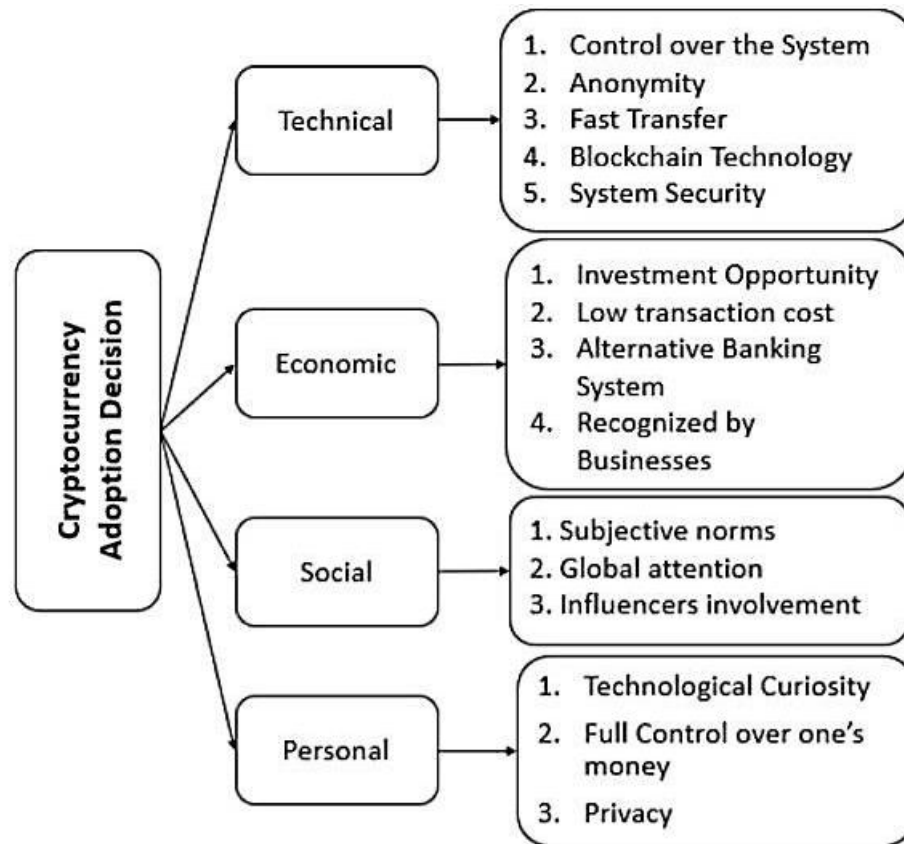 Cryptocurrency
Adoption Decision
Technical
1. Control over the System
2. Anonymity
3. Fast Transfer
4. Blockchain Technology
5. System Security
Economic
1. Investment Opportunity
2. Low transaction cost
3. Alternative Banking
System
4. Recognized by
Businesses
Social
1. Subjective norms
2. Global attention
3. Influencers involvement
Personal
1. Technological Curiosity
2. Full Control over one's
money
3. Privacy